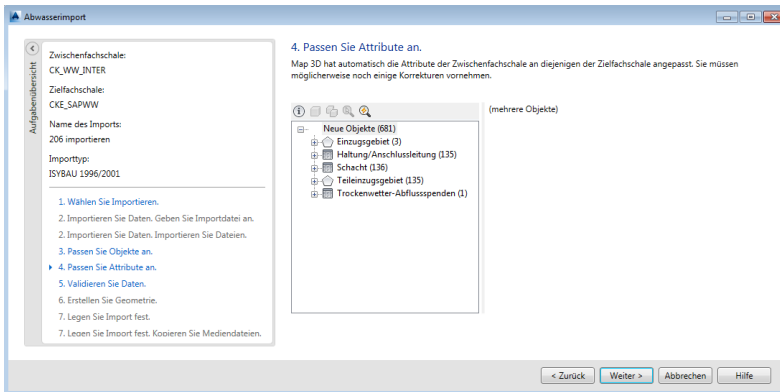 Abwasserimport
Aufgabenübersicht
Zwischenfachschale:
CK_WW_INTER
Zielfachschale:
CKE_SAPWW
Name des Imports:
206 importieren
Importtyp:
ISYBAU 1996/2001
1. Wählen Sie Importieren.
2. Importieren Sie Daten. Geben Sie Importdatei an.
2. Importieren Sie Daten. Importieren Sie Dateien.
3. Passen Sie Objekte an.
4. Passen Sie Attribute an.
5. Validieren Sie Daten.
6. Erstellen Sie Geometrie.
7. Legen Sie Import fest.
7. Legen Sie Import fest. Kopieren Sie Mediendateien.
4. Passen Sie Attribute an.
Map 3D hat automatisch die Attribute der Zwischenfachschale an diejenigen der Zielfachschale angepasst. Sie müssen
möglicherweise noch einige Korrekturen vornehmen.
(mehrere Objekte)
Neue Objekte (681)
Einzugsgebiet (3)
Haltung/Anschlussleitung (135)
Schacht (136)
Teileinzugsgebiet (135)
Trockenwetter-Abflussspenden (1)
< Zurück Weiter > Abbrechen Hilfe